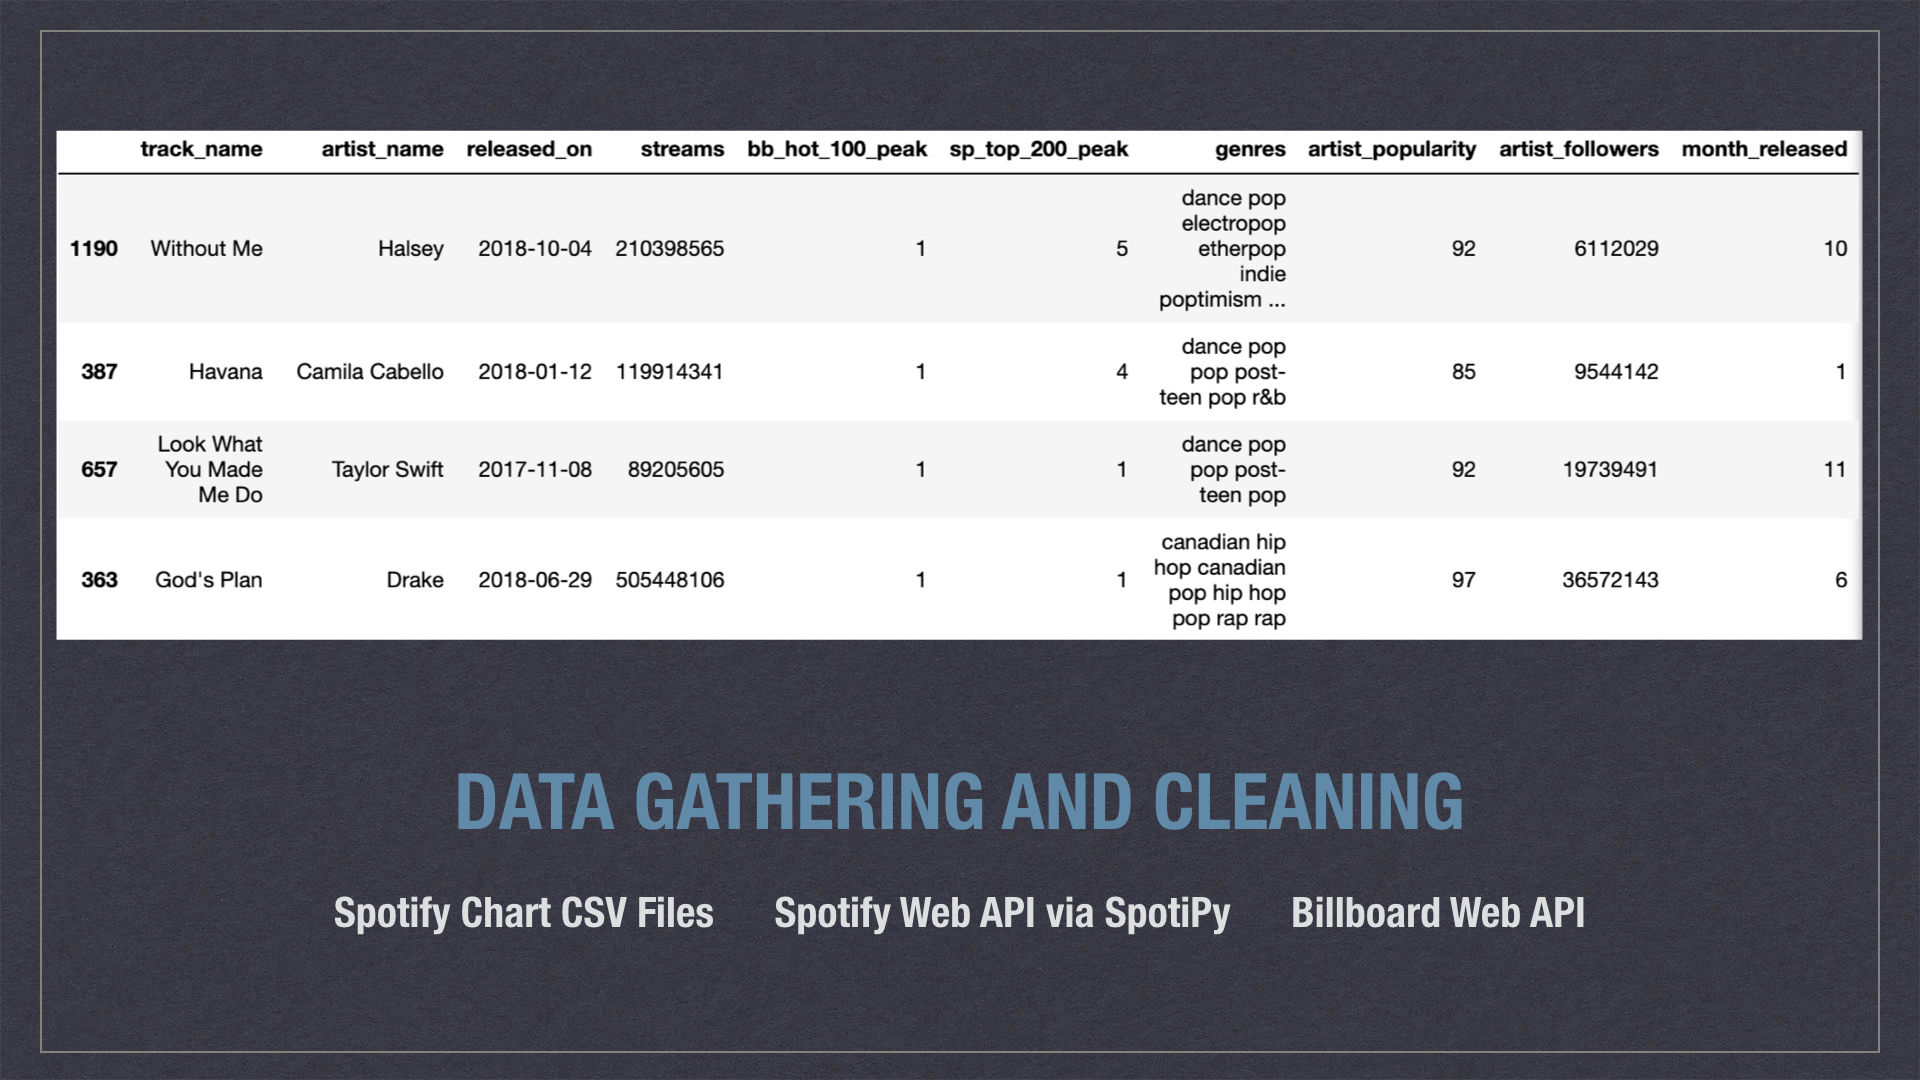 track_name artist_name released_on streams bb_hot_100_peak sp_top_200_peak genres artist_popularity artist_followers month_released
dance pop
electropop
1190 Without Me Halsey 2018-10-04 210398565 1 5 etherpop 92 6112029 10
indie
poptimism ...
dance pop
387 Havana Camila Cabello 2018-01-12 119914341 1 4 pop post- 85 9544142 1
teen pop r&b
Look What dance pop
657 You Made Taylor Swift 2017-11-08 89205605 1 1 pop post- 92 19739491 11
Me Do teen pop
canadian hip
hop canadian
363 God's Plan Drake 2018-06-29 505448106 1 1 97 36572143 6
pop hip hop
pop rap rap
DATA GATHERING AND CLEANING
Spotify Chart CSV Files Spotify Web API via SpotiPy Billboard Web API